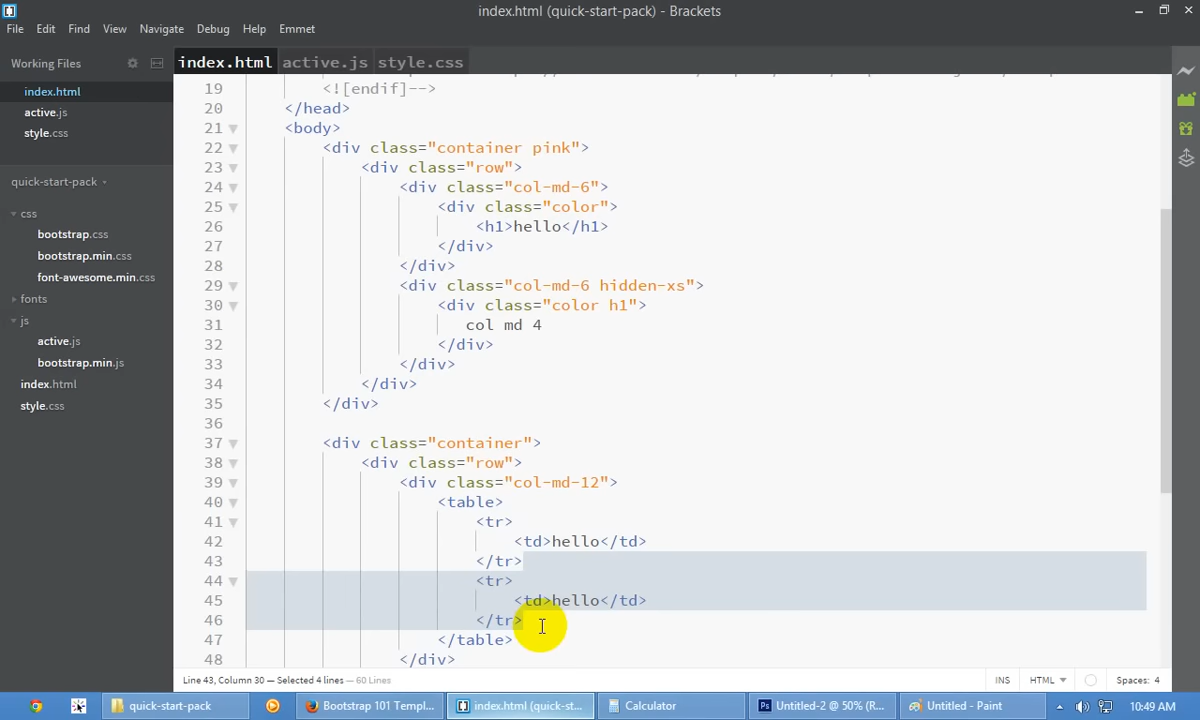 index.html (quick-start-pack) - Brackets
File Edit Find View Navigate Debug Help Emmet
Working Files
index.html
active.js
style.css
quick-start-pack
css
bootstrap.css
bootstrap.min.css
font-awesome.min.css
fonts
js
active.js
bootstrap.min.js
index.html
style.css
index.html active.js style.css
19 <![endif]-->
20 </head>
21 <body>
22 <div class="container pink">
23 <div class="row">
24 <div class="col-md-6">
25 <div class="color">
26 <h1>hello</h1>
27 </div>
28 </div>
29 <div class="col-md-6 hidden-xs">
30 <div class="color h1">
31 col md 4
32 </div>
33 </div>
34 </div>
35 </div>
36
37 <div class="container">
38 <div class="row">
39 <div class="col-md-12">
40 <table>
41 <tr>
42 <td>hello</td>
43 </tr>
44 <tr>
45 <td>hello</td>
46 </tr>
47 </table>
48 </div>
Line 43, Column 30 — Selected 4 lines — 60 Lines
INS HTML Spaces: 4
quick-start-pack
Bootstrap 101 Templ...
index.html (quick-st...
Calculator
Untitled-2 @ 50% (R...
Untitled - Paint
10:49 AM